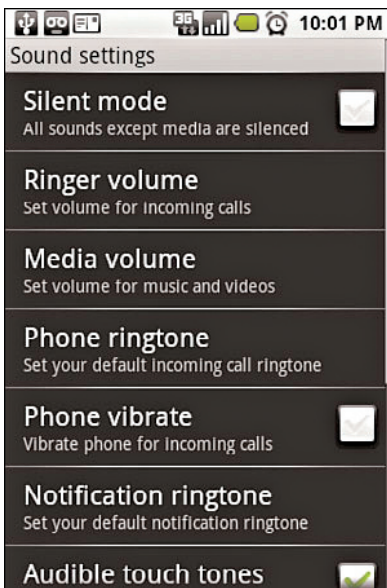 3G 10:01 PM
Sound settings
Silent mode
All sounds except media are silenced
Ringer volume
Set volume for incoming calls
Media volume
Set volume for music and videos
Phone ringtone
Set your default incoming call ringtone
Phone vibrate
Vibrate phone for incoming calls
Notification ringtone
Set your default notification ringtone
Audible touch tones